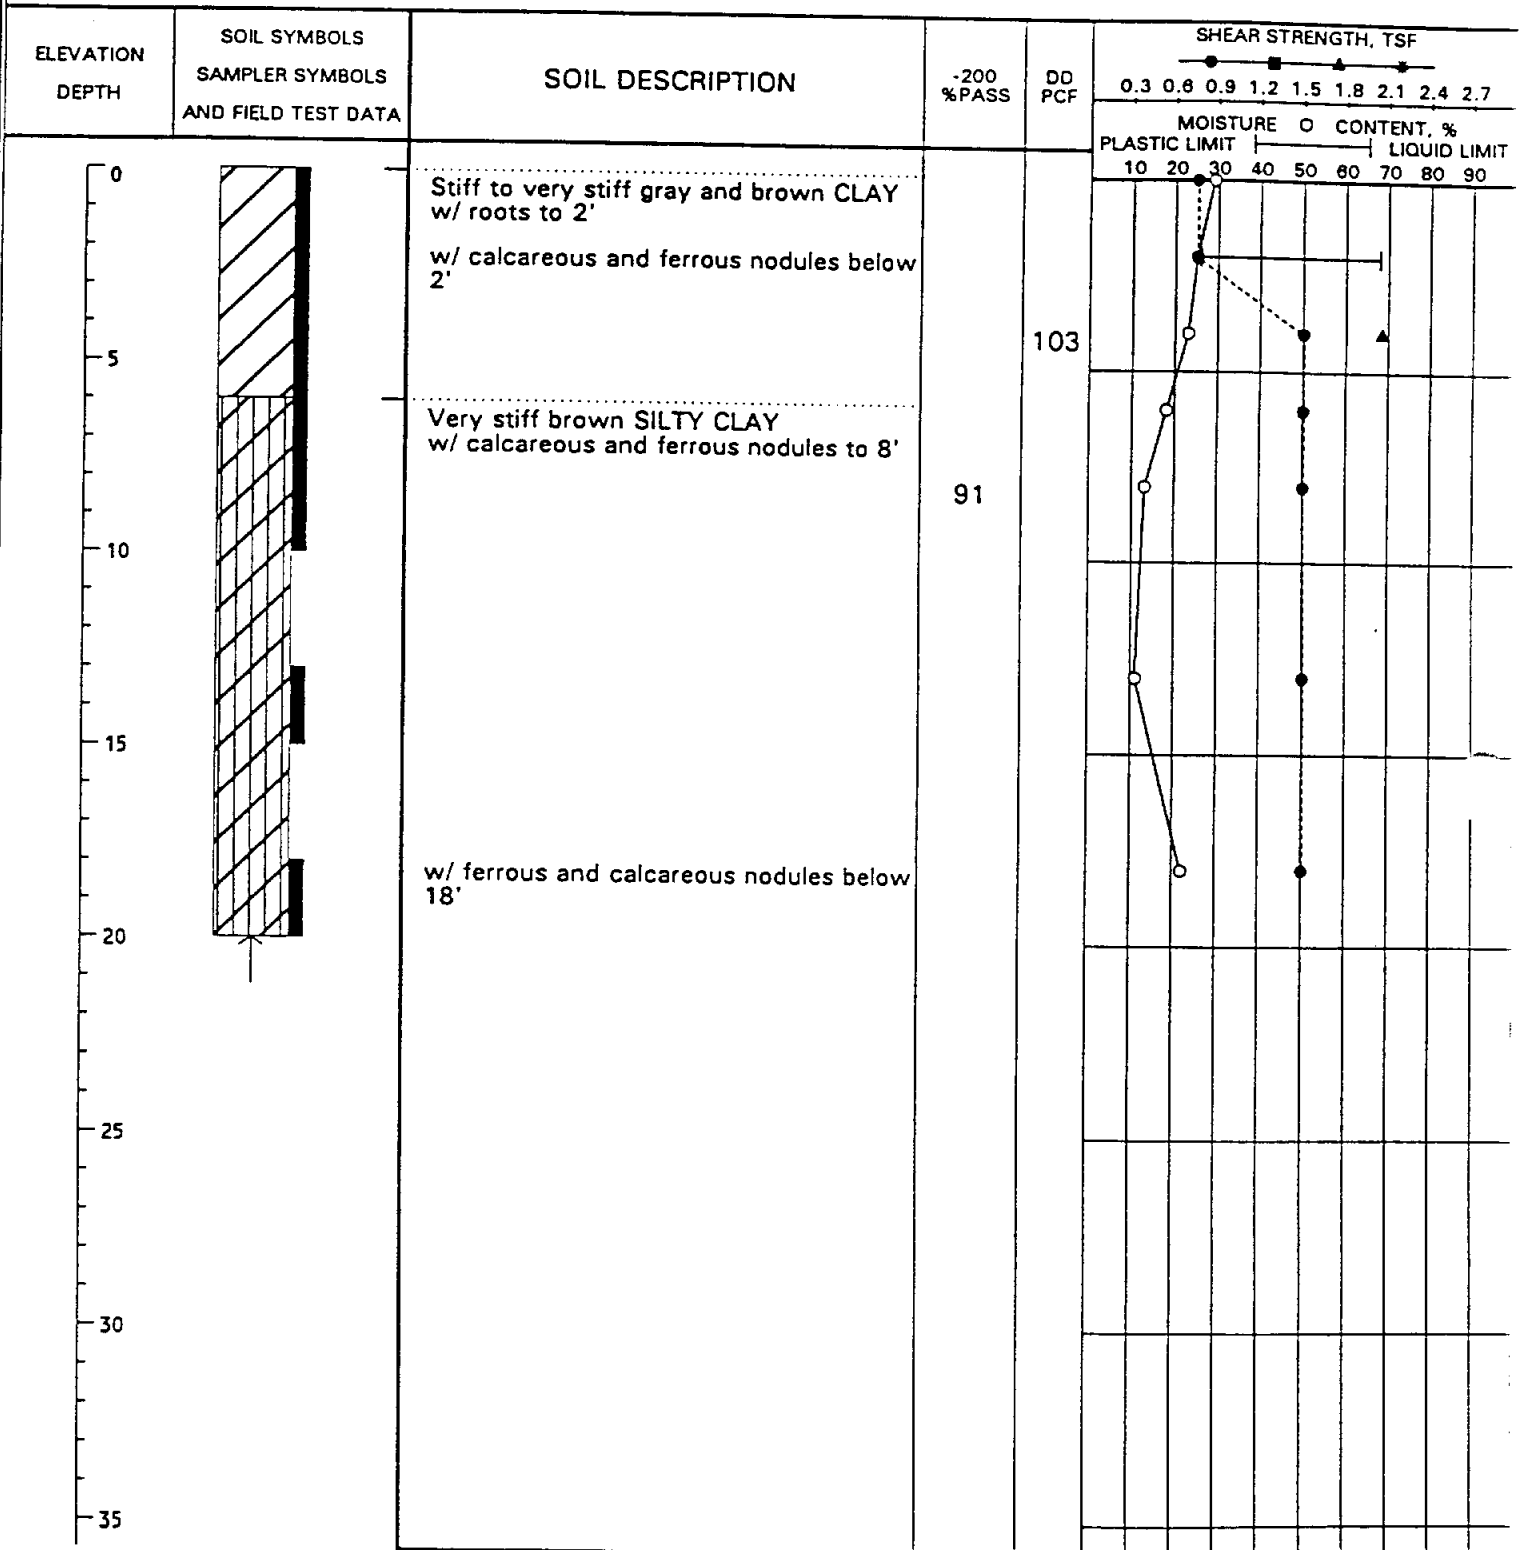 ELEVATION
DEPTH
SOIL SYMBOLS
SAMPLER SYMBOLS
AND FIELD TEST DATA
SOIL DESCRIPTION
-200
%PASS
DD
PCF
SHEAR STRENGTH, TSF
0.3 0.6 0.9 1.2 1.5 1.8 2.1 2.4 2.7
MOISTURE CONTENT, %
PLASTIC LIMIT LIQUID LIMIT
10 20 30 40 50 60 70 80 90
0
Stiff to very stiff gray and brown CLAY
w/ roots to 2'
w/ calcareous and ferrous nodules below
2'
103
5
Very stiff brown SILTY CLAY
w/ calcareous and ferrous nodules to 8'
91
10
15
w/ ferrous and calcareous nodules below
18'
20
25
30
35